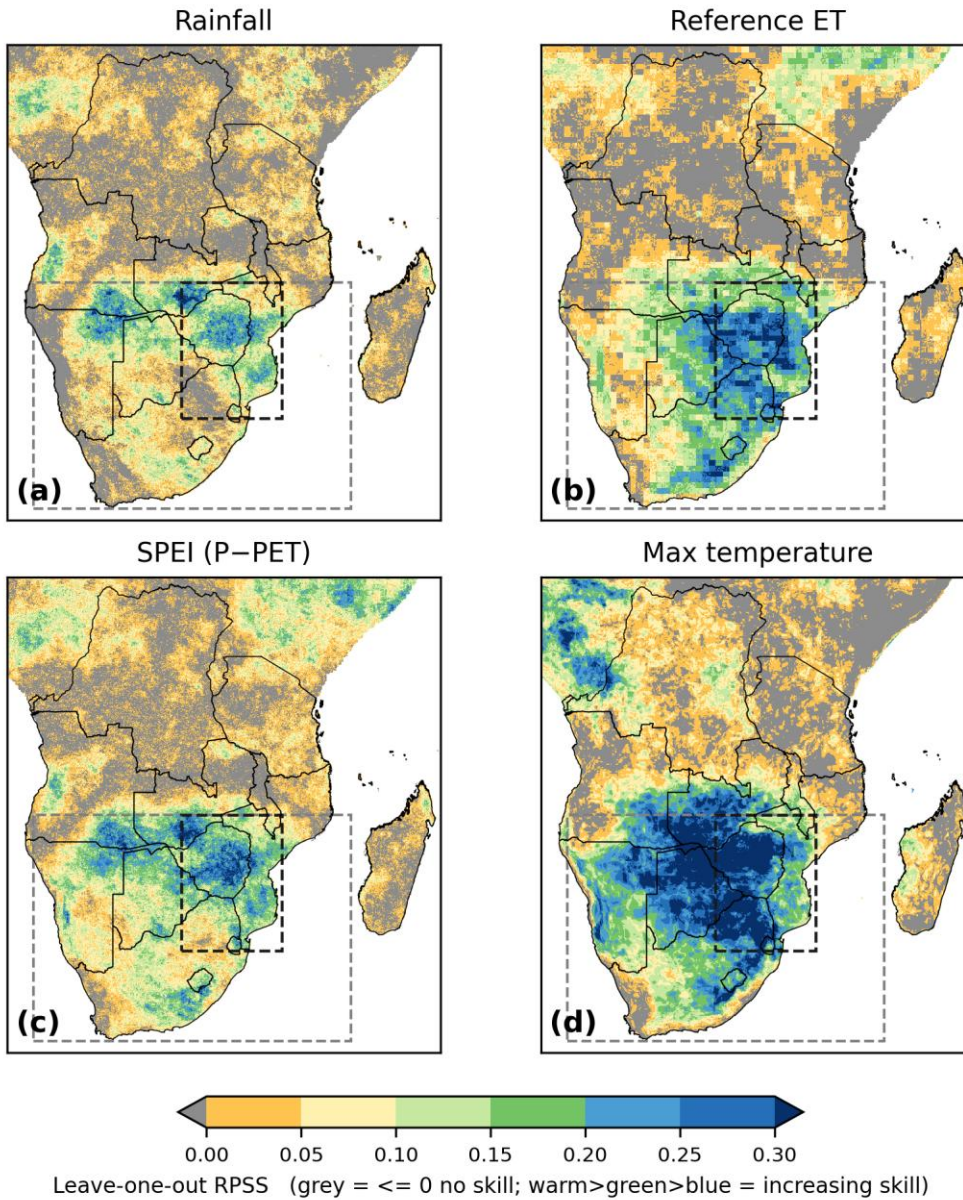 Rainfall
Reference ET
(a)
(b)
SPEI (P−PET)
Max temperature
(c)
(d)
0.00 0.05 0.10 0.15 0.20 0.25 0.30
Leave-one-out RPSS (grey = <= 0 no skill; warm>green>blue = increasing skill)